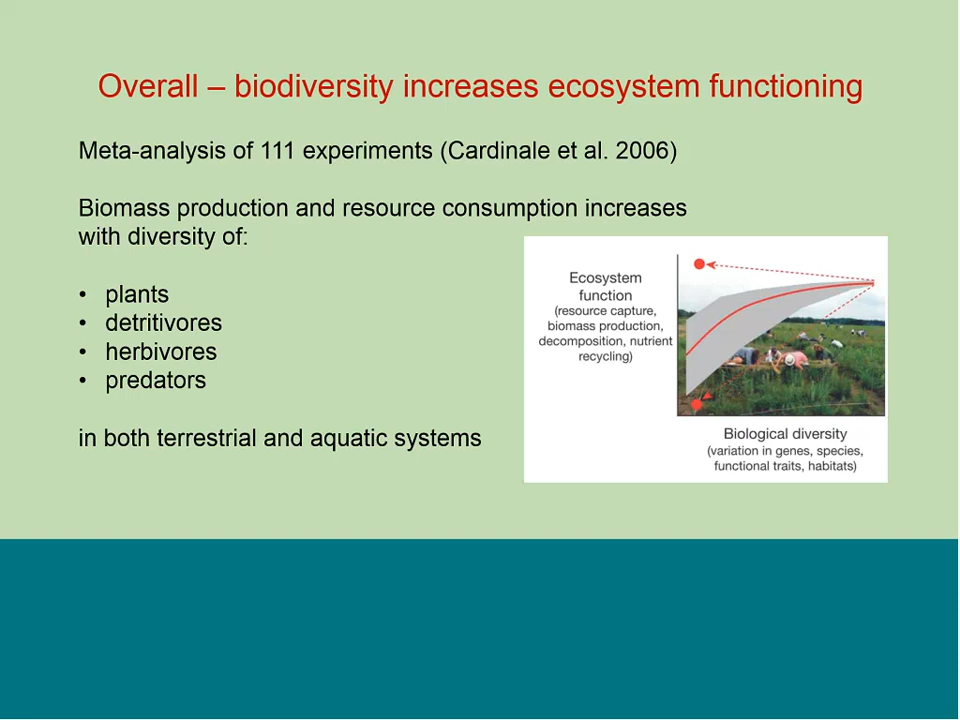 Overall – biodiversity increases ecosystem functioning
Meta-analysis of 111 experiments (Cardinale et al. 2006)
Biomass production and resource consumption increases
with diversity of:
• plants
• detritivores
• herbivores
• predators
in both terrestrial and aquatic systems
Ecosystem
function
(resource capture,
biomass production,
decomposition, nutrient
recycling)
Biological diversity
(variation in genes, species,
functional traits, habitats)